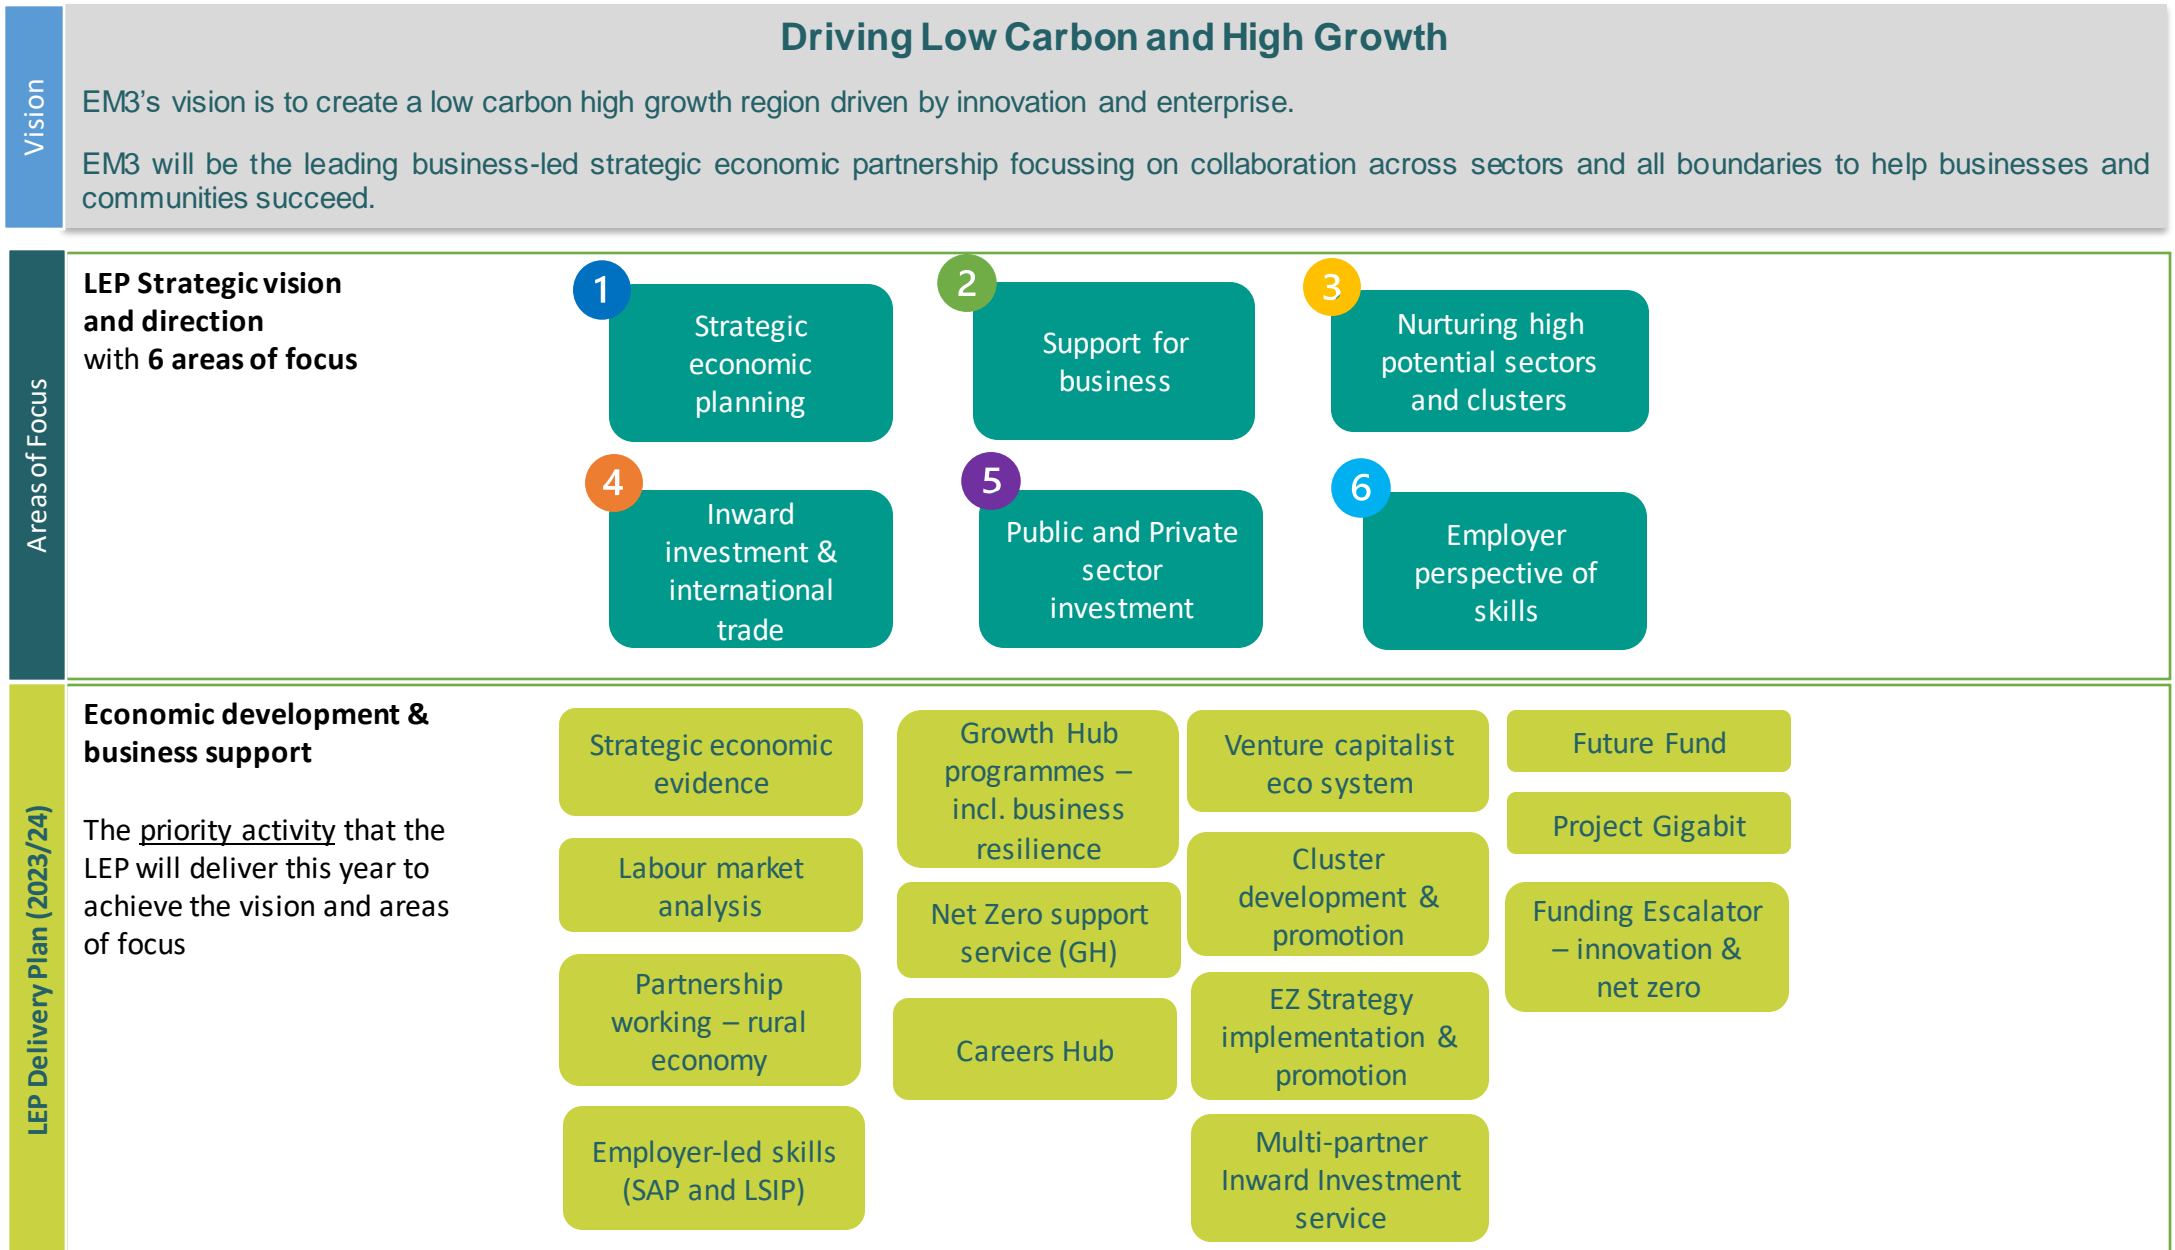 Driving Low Carbon and High Growth
Vision
EM3's vision is to create a low carbon high growth region driven by innovation and enterprise.
EM3 will be the leading business-led strategic economic partnership focussing on collaboration across sectors and all boundaries to help businesses and
communities succeed.
Areas of Focus
LEP Strategic vision
and direction
with 6 areas of focus
1
Strategic
economic
planning
2
Support for
business
3
Nurturing high
potential sectors
and clusters
4
Inward
investment &
international
trade
5
Public and Private
sector
investment
6
Employer
perspective of
skills
LEP Delivery Plan (2023/24)
Economic development &
business support
The priority activity that the
LEP will deliver this year to
achieve the vision and areas
of focus
Strategic economic
evidence
Labour market
analysis
Partnership
working – rural
economy
Employer-led skills
(SAP and LSIP)
Growth Hub
programmes –
incl. business
resilience
Net Zero support
service (GH)
Careers Hub
Venture capitalist
eco system
Cluster
development &
promotion
EZ Strategy
implementation &
promotion
Multi-partner
Inward Investment
service
Future Fund
Project Gigabit
Funding Escalator
– innovation &
net zero